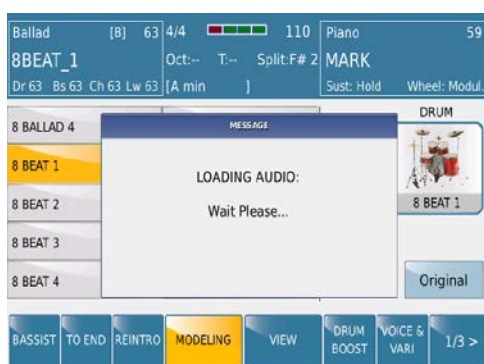 Ballad [B] 63 4/4 110 Piano 59
8BEAT_1 Oct:-- T:-- Split:F# 2 MARK
Dr 63 Bs 63 Ch 63 Lw 63 [A min ] Sust: Hold Wheel: Modul.
8 BALLAD 4
8 BEAT 1
8 BEAT 2
8 BEAT 3
8 BEAT 4
MESSAGE
LOADING AUDIO:
Wait Please...
DRUM
8 BEAT 1
Original
BASSIST TO END REINTRO MODELING VIEW DRUM BOOST VOICE & VARI 1/3 >